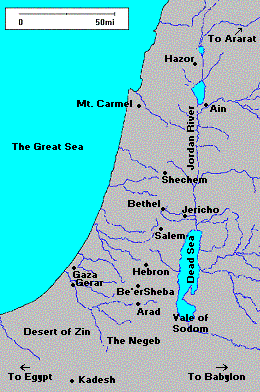 0 50mi
To Ararat
Hazor
Mt. Carmel
Ain
Jordan River
The Great Sea
Shechem
Bethel
Jericho
Salem
Dead Sea
Gaza
Hebron
Gerar
Be'erSheba
Arad
Vale of
Sodom
Desert of Zin
The Negeb
To Egypt
To Babylon
Kadesh